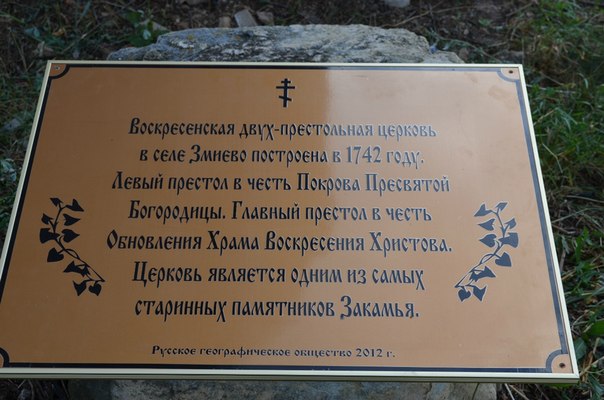 Воскресенская двух-престольная церковь
в селе Змиево построена в 1742 году.
Левый престол в честь Покрова Пресвятой
Богородицы. Главный престол в честь
Обновления Храма Воскресения Христова.
Церковь является одним из самых
старинных памятников Закамья.
Русское географическое общество 2012 г.